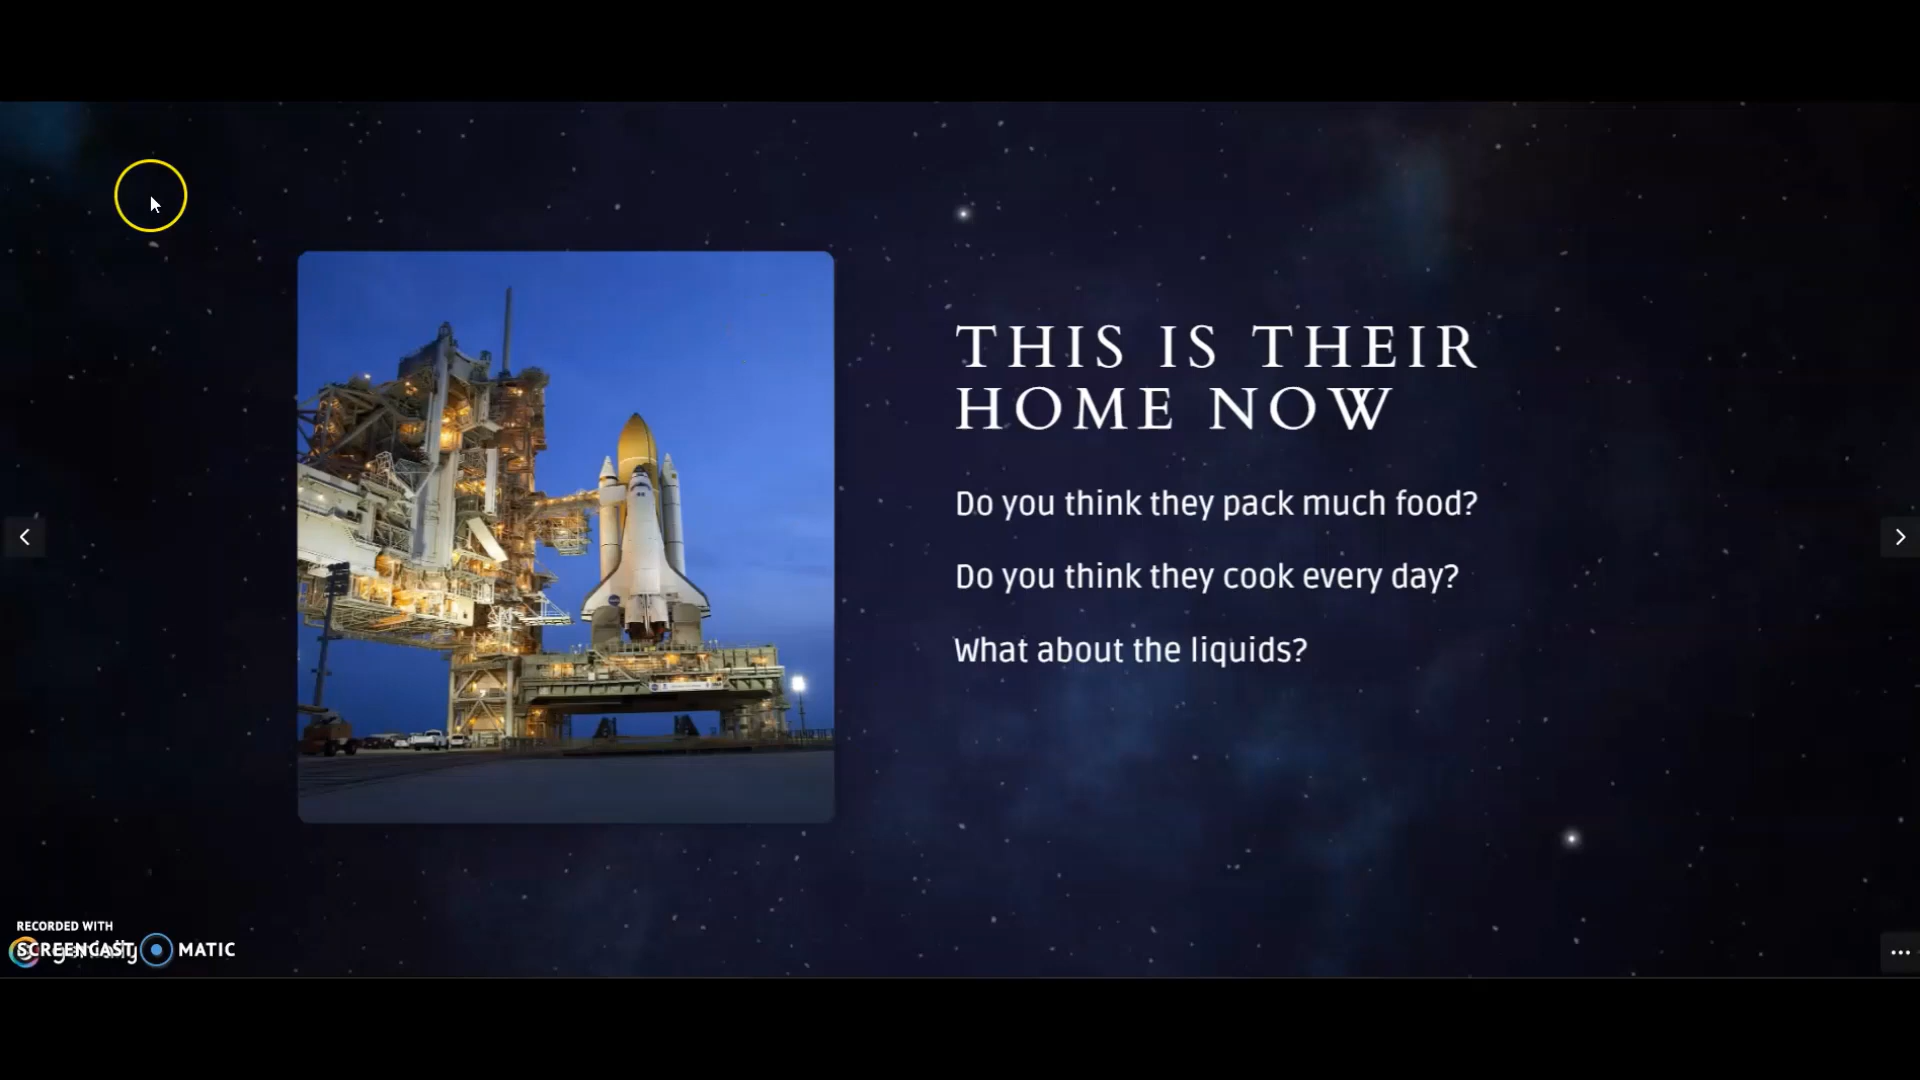 THIS IS THEIR
HOME NOW
Do you think they pack much food?
Do you think they cook every day?
What about the liquids?
RECORDED WITH
SCREENCAST MATIC